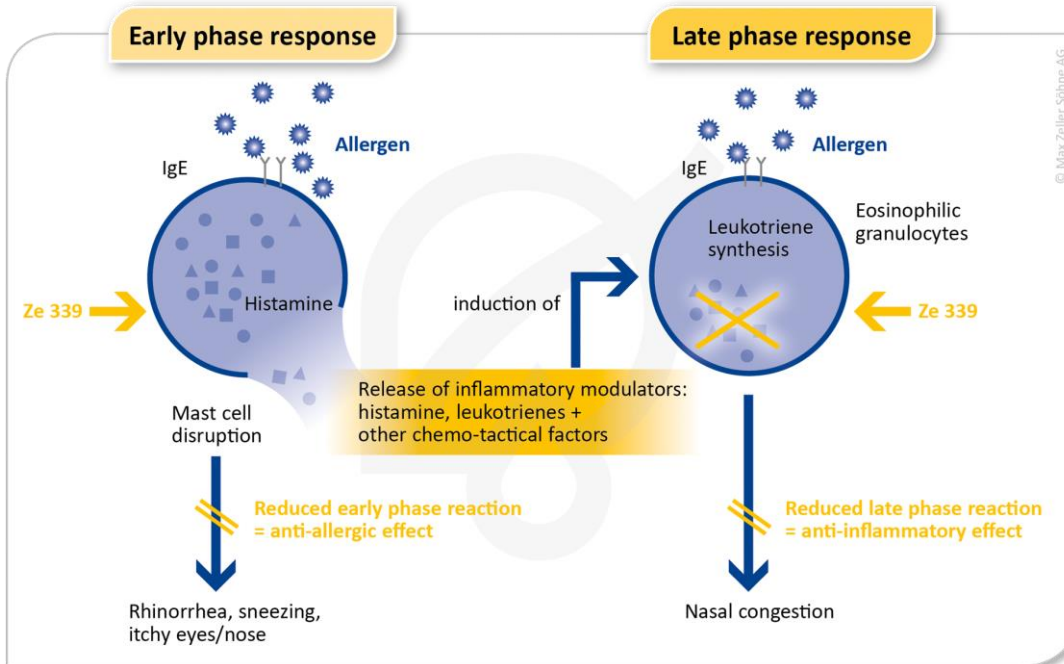 Early phase response
Late phase response
Allergen
IgE
Histamine
Ze 339
Mast cell
disruption
Reduced early phase reaction
= anti-allergic effect
Rhinorrhea, sneezing,
itchy eyes/nose
induction of
Release of inflammatory modulators:
histamine, leukotrienes +
other chemo-tactical factors
Allergen
IgE
Leukotriene
synthesis
Eosinophilic
granulocytes
Ze 339
Reduced late phase reaction
= anti-inflammatory effect
Nasal congestion
© Max Zeller Söhne AG